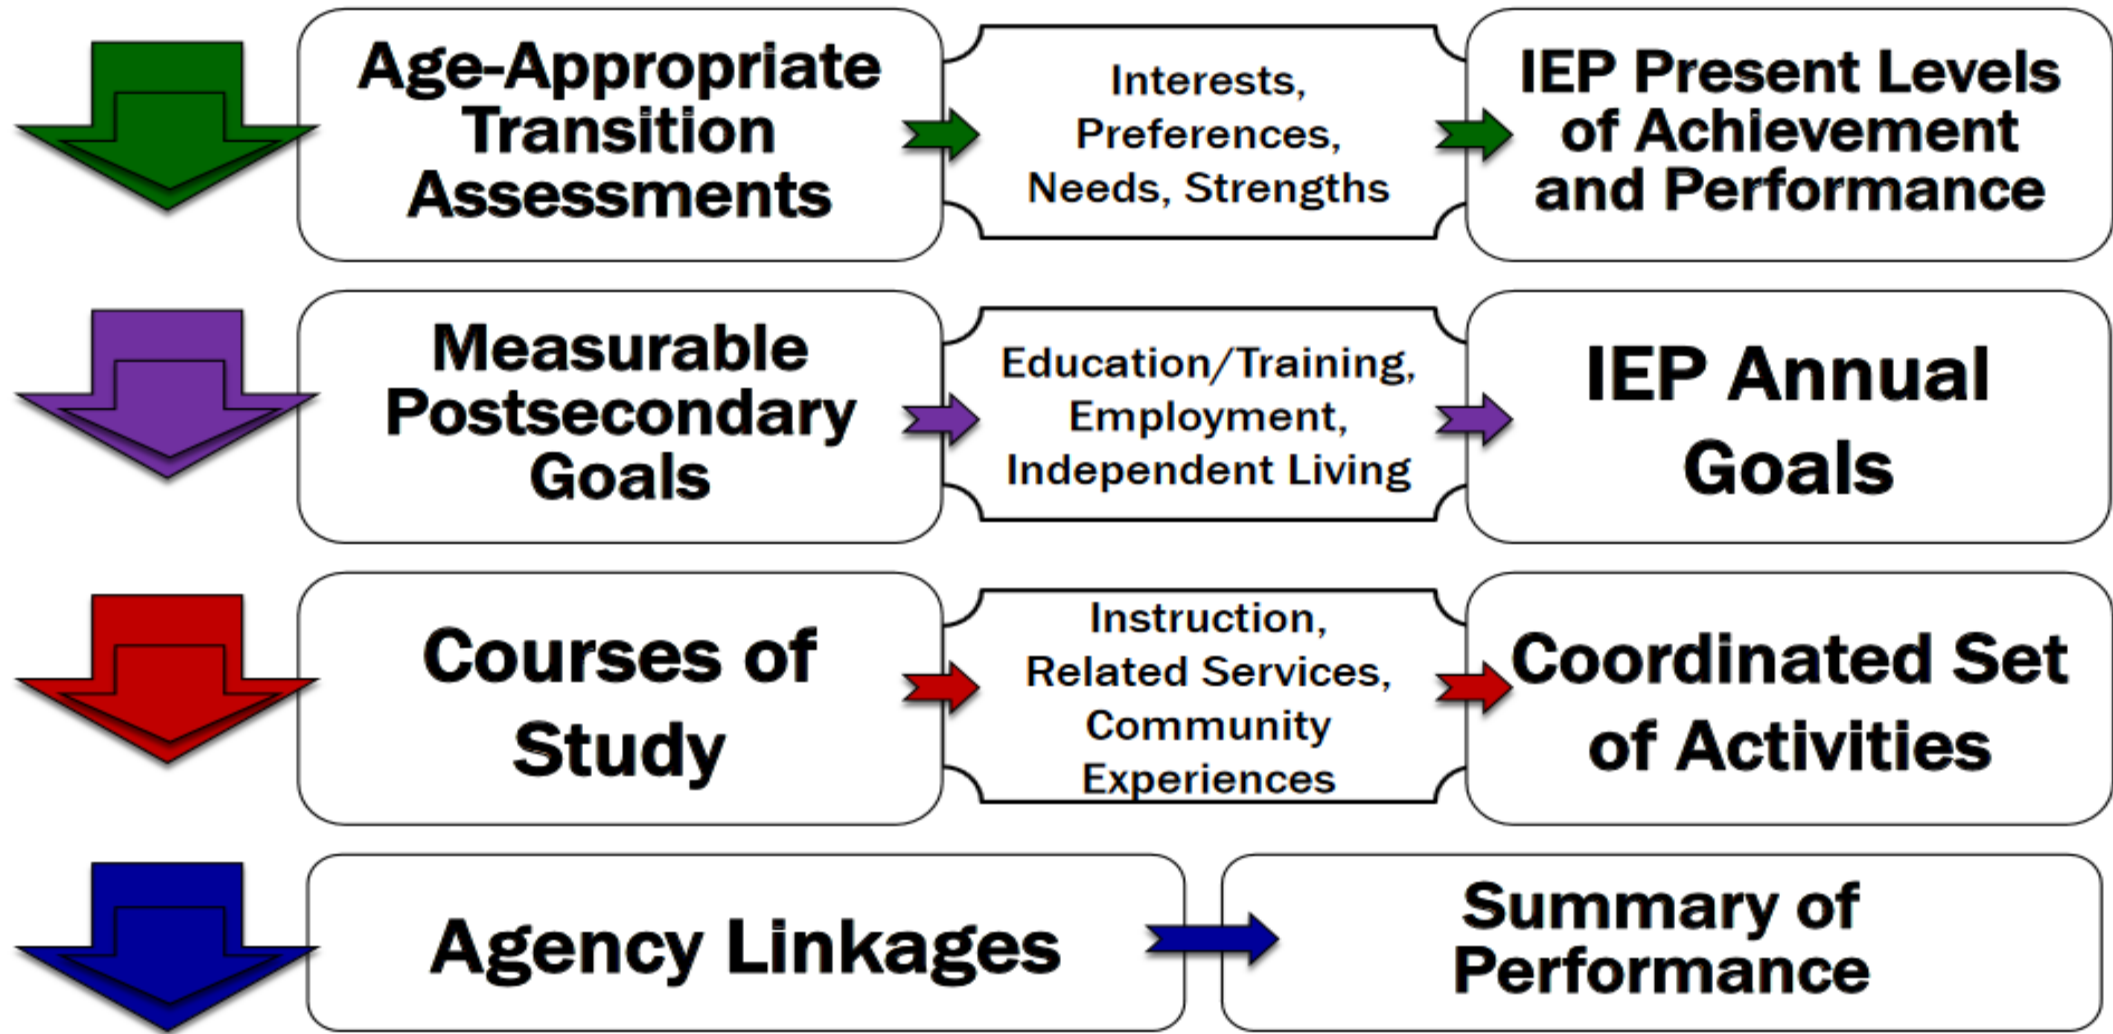 Age-Appropriate
Transition
Assessments
Interests,
Preferences,
Needs, Strengths
IEP Present Levels
of Achievement
and Performance
Measurable
Postsecondary
Goals
Education/Training,
Employment,
Independent Living
IEP Annual
Goals
Courses of
Study
Instruction,
Related Services,
Community
Experiences
Coordinated Set
of Activities
Agency Linkages
Summary of
Performance